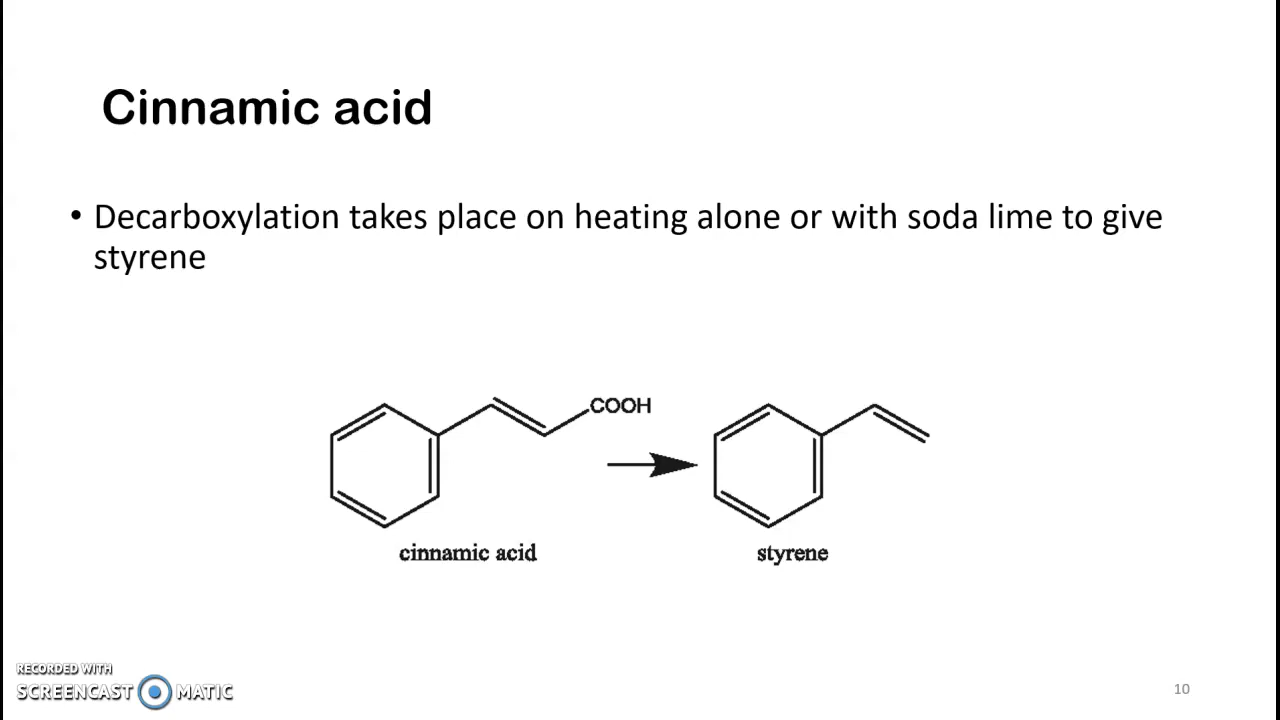 Cinnamic acid
• Decarboxylation takes place on heating alone or with soda lime to give
styrene
COOH
cinnamic acid
styrene
RECORDED WITH
SCREENCAST MATIC
10